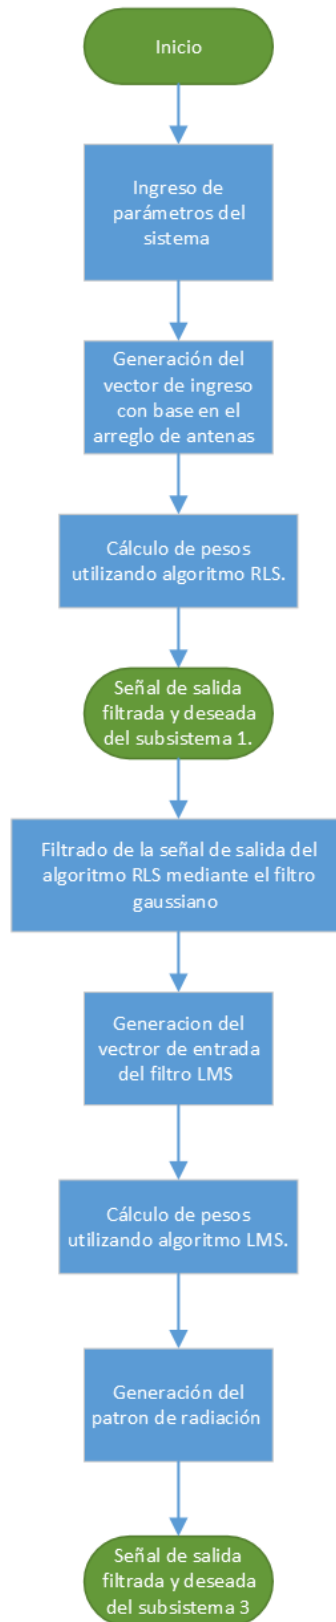 Inicio
Ingreso de
parámetros del
sistema
Generación del
vector de ingreso
con base en el
arreglo de antenas
Cálculo de pesos
utilizando algoritmo RLS.
Señal de salida
filtrada y deseada
del subsistema 1.
Filtrado de la señal de salida del
algoritmo RLS mediante el filtro
gaussiano
Generacion del
vectror de entrada
del filtro LMS
Cálculo de pesos
utilizando algoritmo LMS.
Generación del
patron de radiación
Señal de salida
filtrada y deseada
del subsistema 3